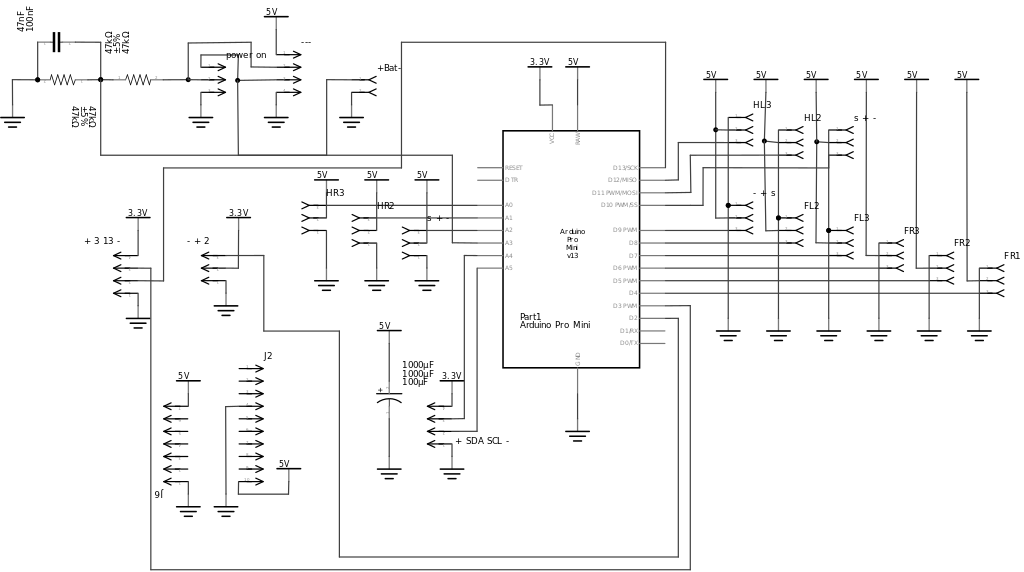 47nF
100nF
47kΩ
±5%
47kΩ
5V
---
power on
+Bat-
47kΩ
±5%
47kΩ
3.3V
5V
5V
5V
5V
5V
5V
5V
HL3
HL2
s + -
VCC
RAW
RESET
DTR
A0
A1
A2
A3
A4
A5
D13/SCK
D12/MISO
D11 PWM/MOSI
D10 PWM/SS
D9 PWM
D8
D7
D6 PWM
D5 PWM
D4
D3 PWM
D2
D1/RX
D0/TX
GND
Arduino
Pro
Mini
v13
Part1
Arduino Pro Mini
5V
5V
5V
HR3
HR2
s + -
- + s
FL2
FL3
FR3
FR2
FR1
3.3V
3.3V
+ 3 13 -
- + 2
5V
1000µF
1000µF
100µF
+
3.3V
+ SDA SCL -
J2
5V
5V
J6